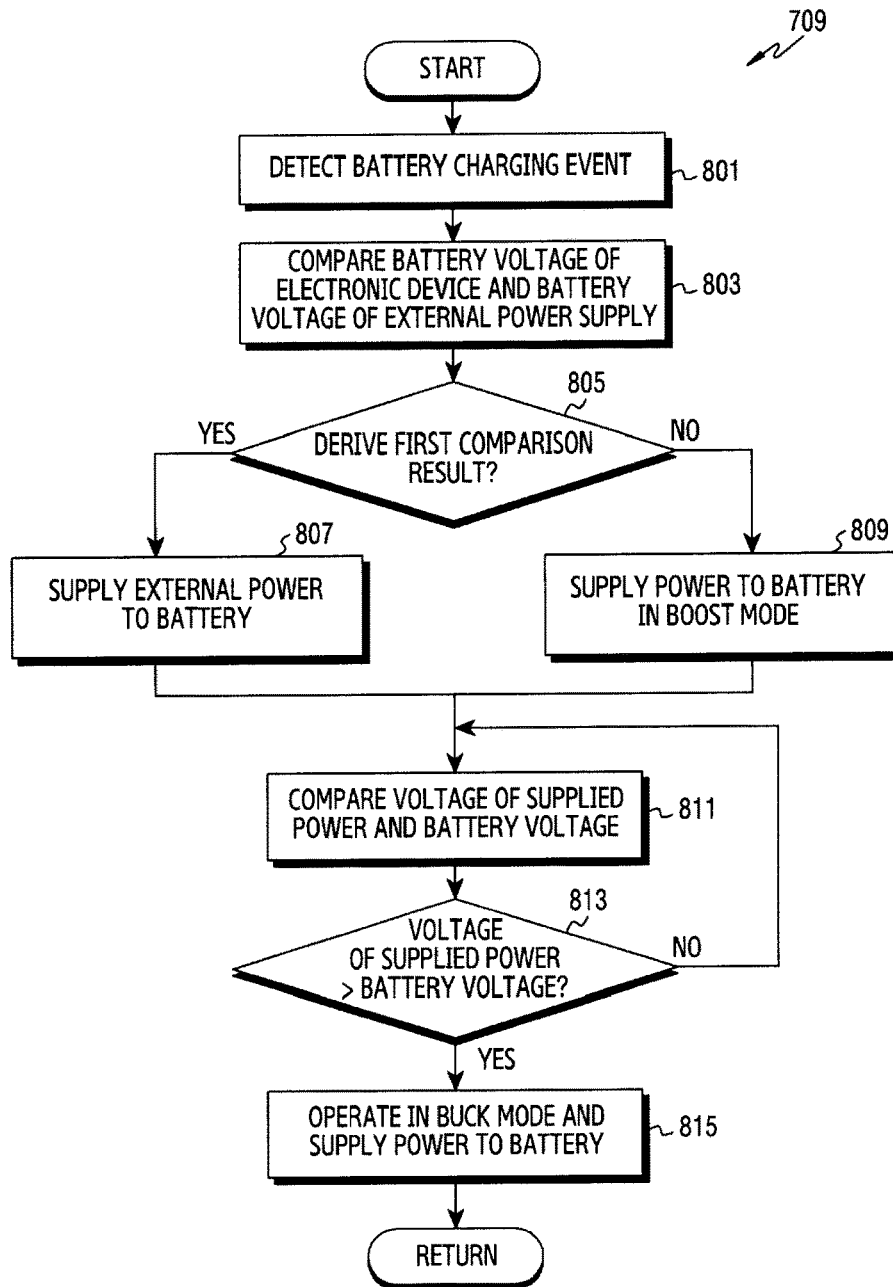 709
START
DETECT BATTERY CHARGING EVENT
801
COMPARE BATTERY VOLTAGE OF
ELECTRONIC DEVICE AND BATTERY
VOLTAGE OF EXTERNAL POWER SUPPLY
803
805
YES
DERIVE FIRST COMPARISON
RESULT?
NO
807
SUPPLY EXTERNAL POWER
TO BATTERY
809
SUPPLY POWER TO BATTERY
IN BOOST MODE
COMPARE VOLTAGE OF SUPPLIED
POWER AND BATTERY VOLTAGE
811
813
VOLTAGE
OF SUPPLIED POWER
> BATTERY VOLTAGE?
NO
YES
OPERATE IN BUCK MODE AND
SUPPLY POWER TO BATTERY
815
RETURN